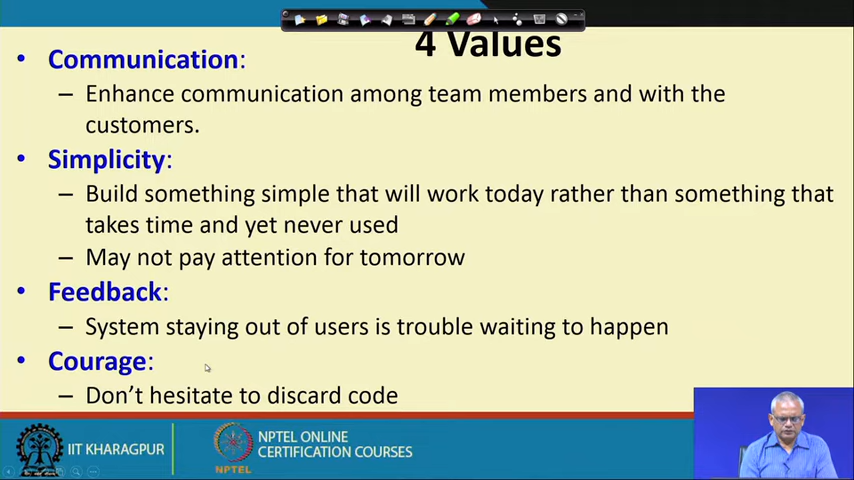 4 Values
• Communication:
– Enhance communication among team members and with the
customers.
• Simplicity:
– Build something simple that will work today rather than something that
takes time and yet never used
– May not pay attention for tomorrow
• Feedback:
– System staying out of users is trouble waiting to happen
• Courage:
– Don't hesitate to discard code
IIT KHARAGPUR
NPTEL
NPTEL ONLINE
CERTIFICATION COURSES